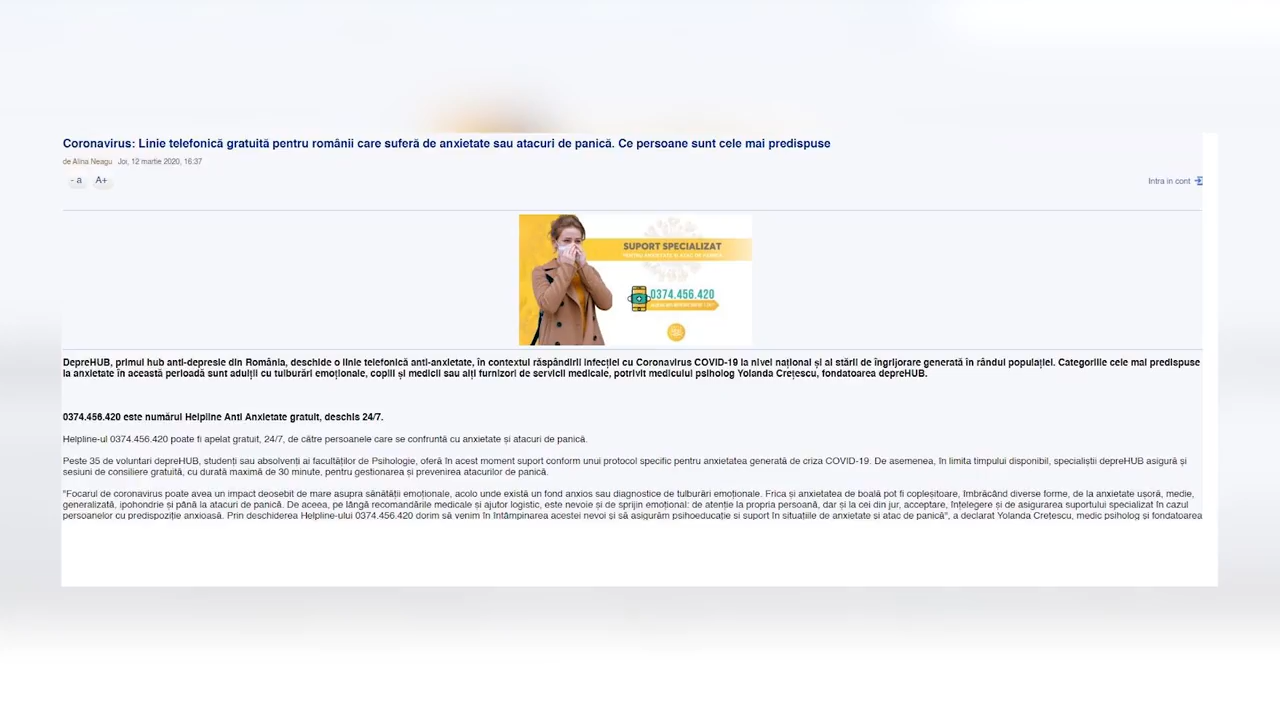 Coronavirus: Linie telefonică gratuită pentru românii care suferă de anxietate sau atacuri de panică. Ce persoane sunt cele mai predispuse
de Alina Neagu Joi, 12 martie 2020, 16:37
- a A+
Intra in cont
SUPORT SPECIALIZAT
PENTRU ANXIETATE ȘI ATAC DE PANICĂ
0374.456.420
DepreHUB, primul hub anti-depresie din România, deschide o linie telefonică anti-anxietate, în contextul răspândirii infecției cu Coronavirus COVID-19 la nivel național și al stării de îngrijorare generată în rândul populației. Categoriile cele mai predispuse
la anxietate în această perioadă sunt adulții cu tulburări emoționale, copiii și medicii sau alți furnizori de servicii medicale, potrivit medicului psiholog Yolanda Crețescu, fondatoarea depreHUB.
0374.456.420 este numărul Helpline Anti Anxietate gratuit, deschis 24/7.
Helpline-ul 0374.456.420 poate fi apelat gratuit, 24/7, de către persoanele care se confruntă cu anxietate și atacuri de panică.
Peste 35 de voluntari depreHUB, studenți sau absolvenți ai facultăților de Psihologie, oferă în acest moment suport conform unui protocol specific pentru anxietatea generată de criza COVID-19. De asemenea, în limita timpului disponibil, specialiștii depreHUB asigură și
sesiuni de consiliere gratuită, cu durată maximă de 30 minute, pentru gestionarea și prevenirea atacurilor de panică.
"Focarul de coronavirus poate avea un impact deosebit de mare asupra sănătății emoționale, acolo unde există un fond anxios sau diagnostice de tulburări emoționale. Frica și anxietatea de boală pot fi copleșitoare, îmbrăcând diverse forme, de la anxietate ușoră, medie,
generalizată, ipohondrie și până la atacuri de panică. De aceea, pe lângă recomandările medicale și ajutor logistic, este nevoie și de sprijin emoțional: de atenție la propria persoană, dar și la cei din jur, acceptare, înțelegere și de asigurarea suportului specializat în cazul
persoanelor cu predispoziție anxioasă. Prin deschiderea Helpline-ului 0374.456.420 dorim să venim în întâmpinarea acestei nevoi și să asigurăm psihoeducație si suport în situațiile de anxietate și atac de panică", a declarat Yolanda Crețescu, medic psiholog și fondatoarea